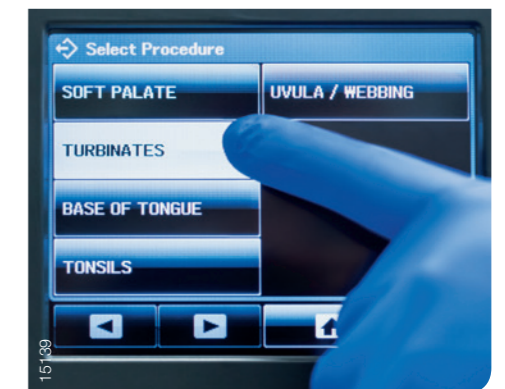 Select Procedure
SOFT PALATE
UVULA / WEBBING
TURBINATES
BASE OF TONGUE
TONSILS
15139